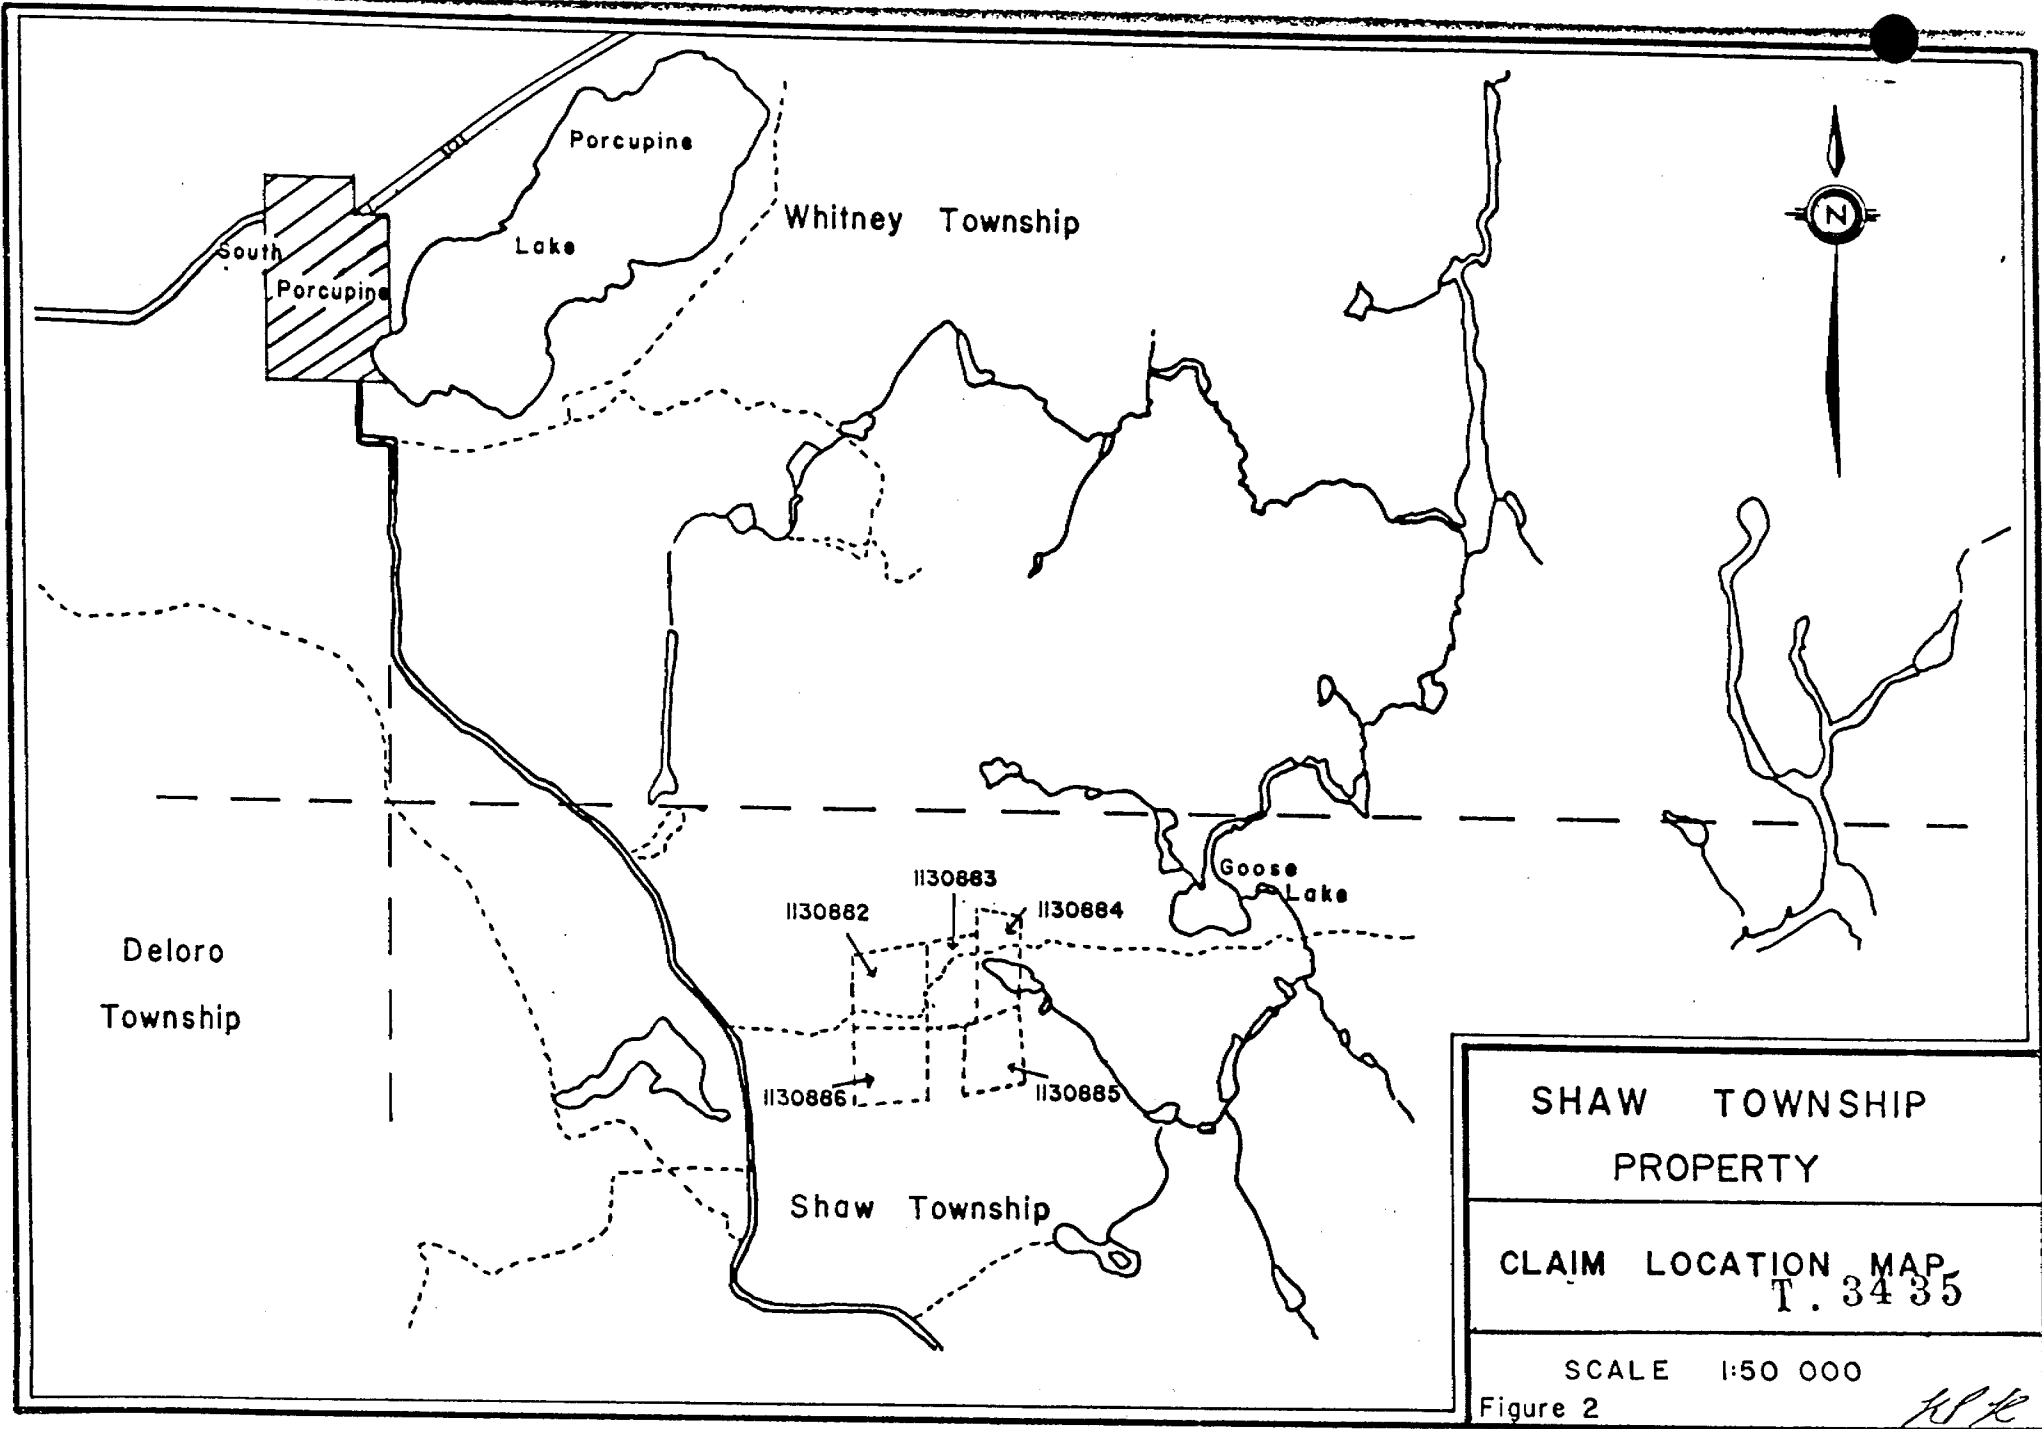 Porcupine
Lake
Whitney Township
South
Porcupine
N
Goose
Lake
1130883
1130882
1130884
Deloro
Township
1130886
1130885
Shaw Township
SHAW TOWNSHIP
PROPERTY
CLAIM LOCATION MAP
T. 3435
SCALE 1:50 000
Figure 2